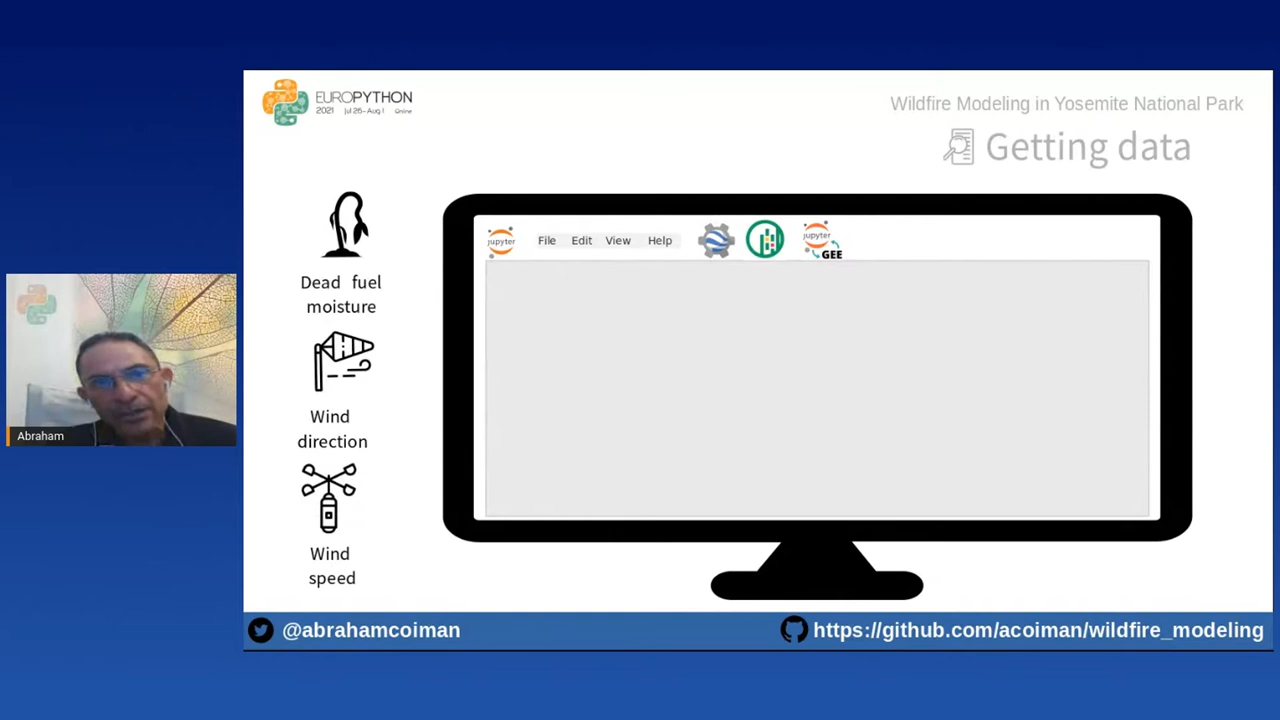 EUROPYTHON
2021 Jul 26-Aug 1 Online
Wildfire Modeling in Yosemite National Park
Getting data
Dead fuel
moisture
Wind
direction
Wind
speed
jupyter File Edit View Help jupyter
GEE
Abraham
@abrahamcoiman https://github.com/acoiman/wildfire_modeling